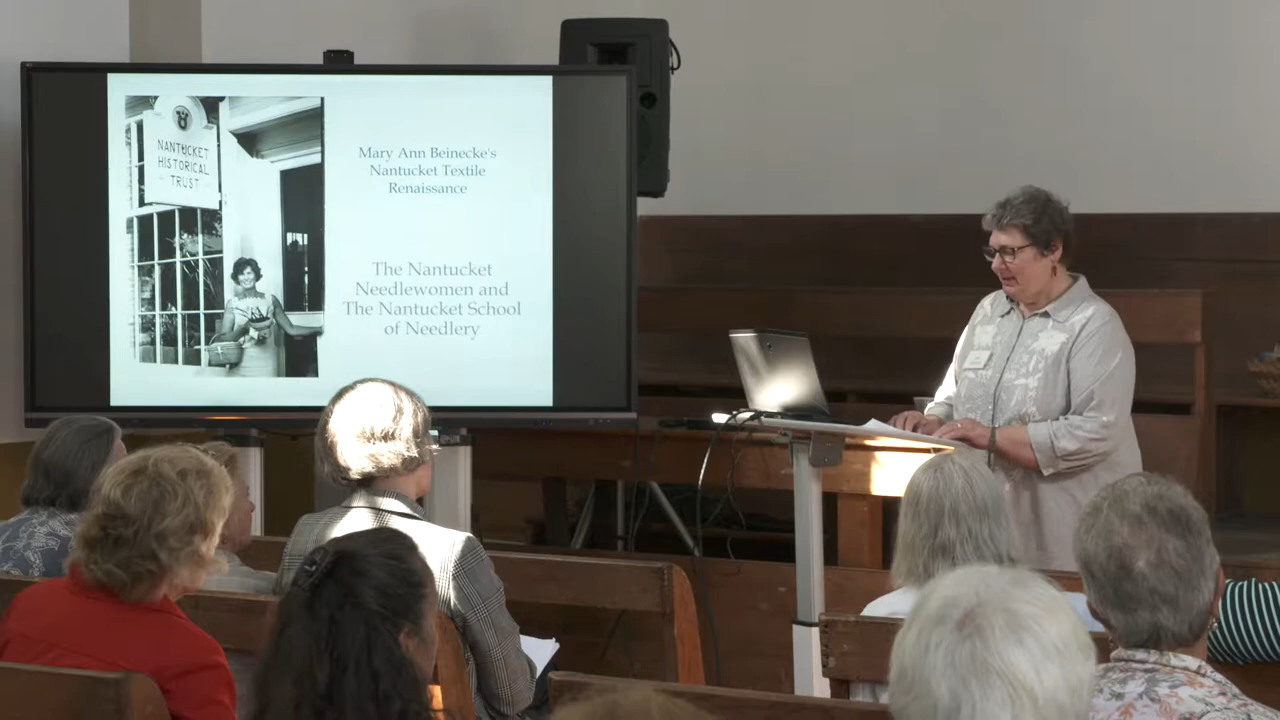 NANTUCKET
HISTORICAL
TRUST
Mary Ann Beinecke's
Nantucket Textile
Renaissance
The Nantucket
Needlewomen and
The Nantucket School
of Needlery